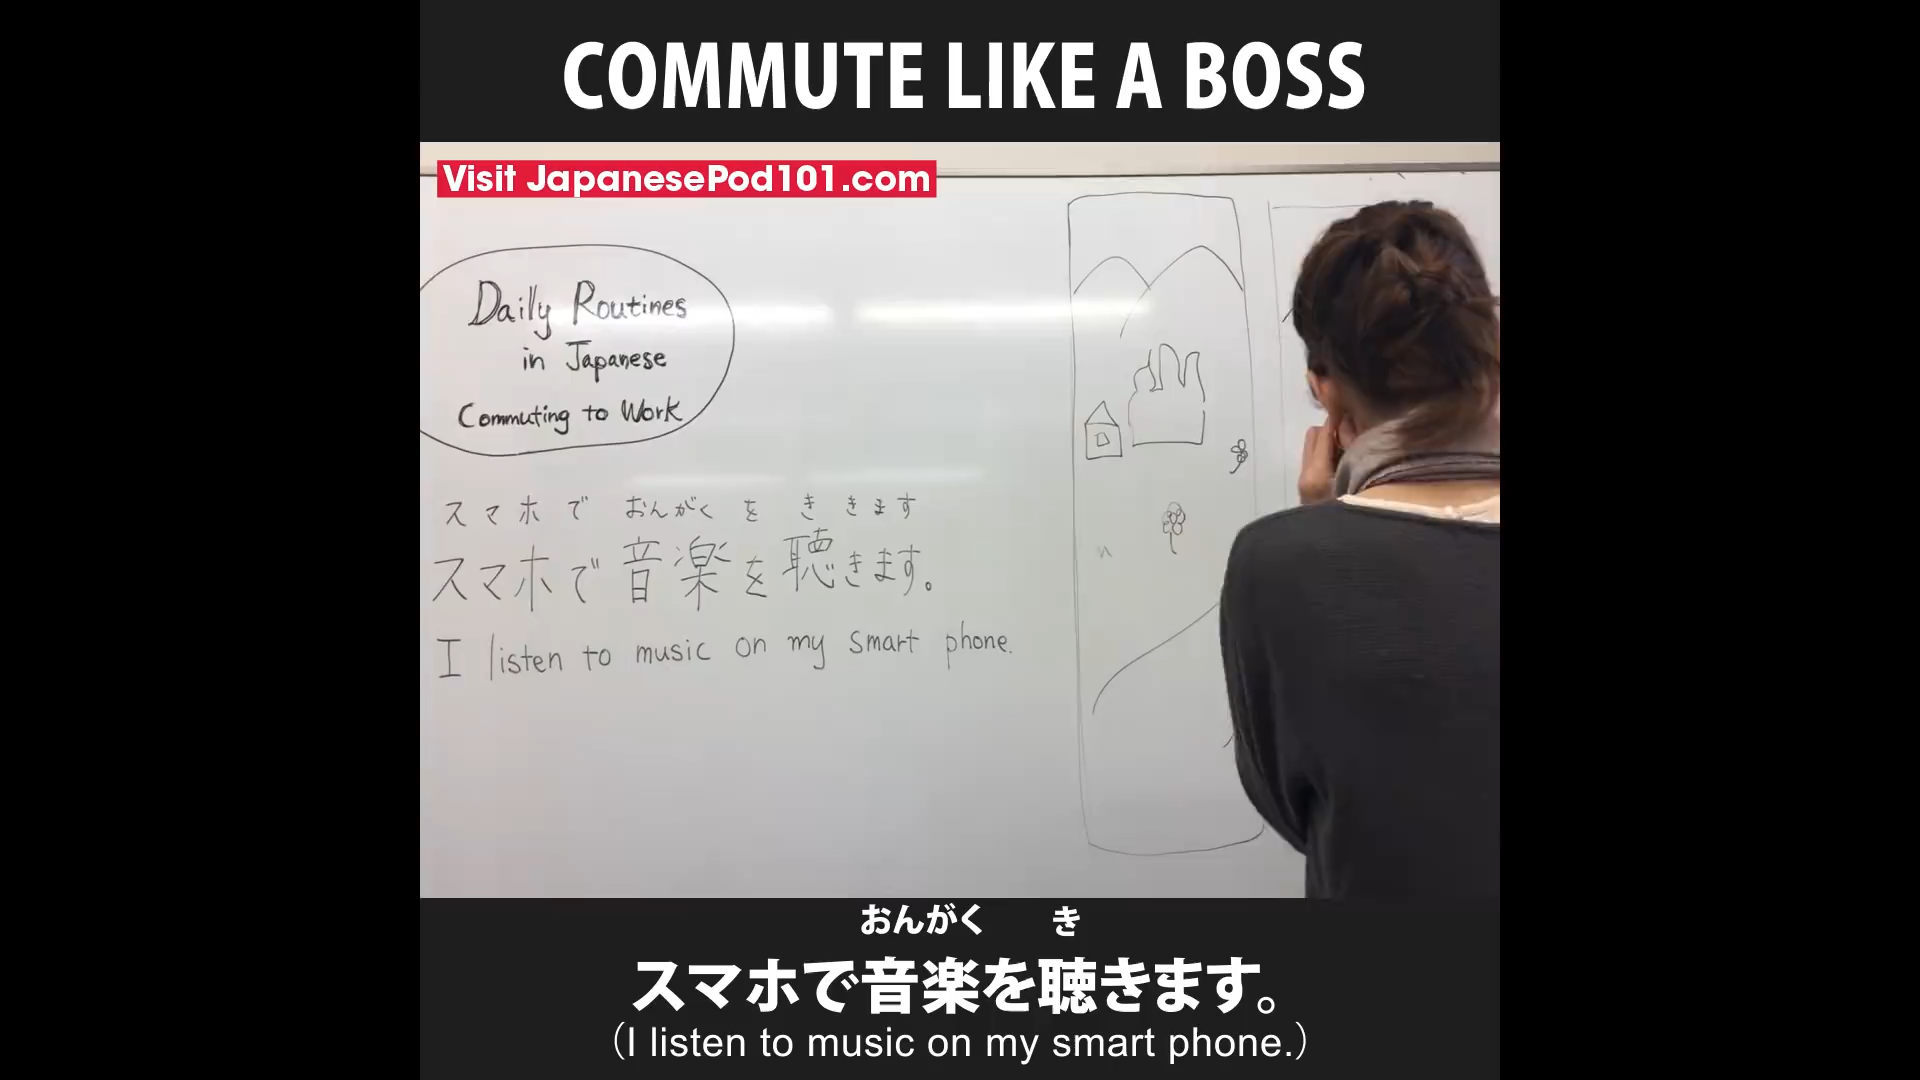 COMMUTE LIKE A BOSS
Visit JapanesePod101.com
Daily Routines
in Japanese
Commuting to Work
スマホで おんがく を き きます
スマホで音楽を聴きます。
I listen to music on my smart phone.
おんがく き
スマホで音楽を聴きます。
(I listen to music on my smart phone.)